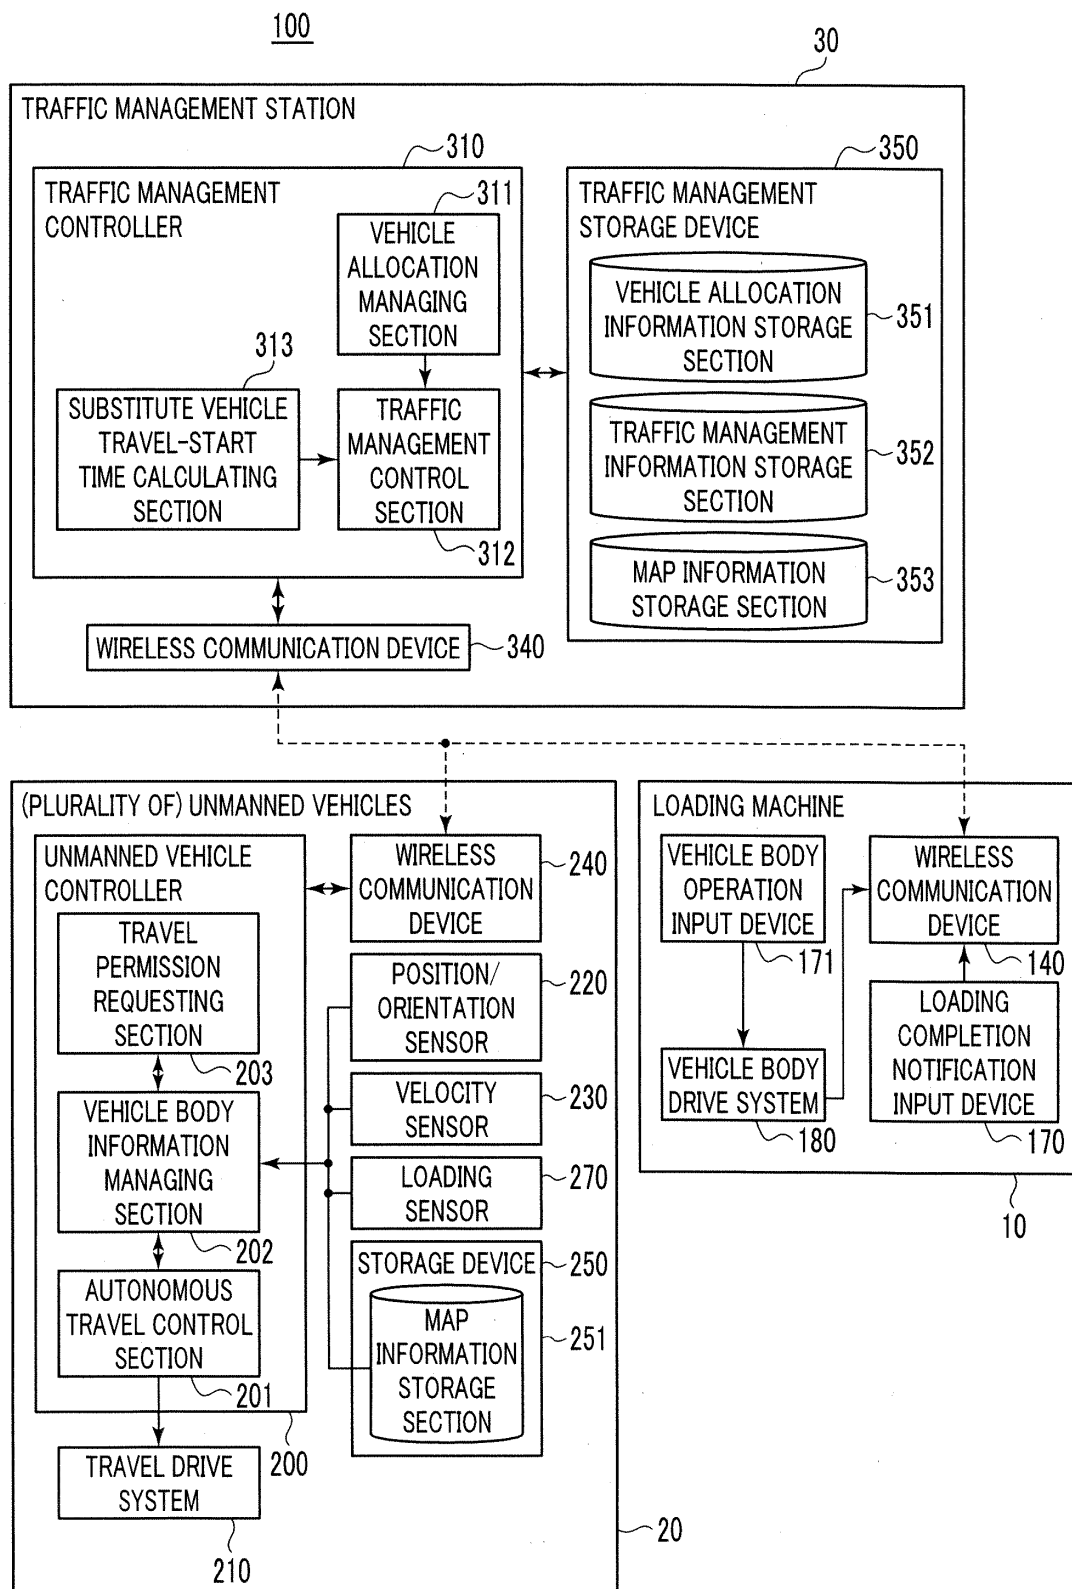 100
30
TRAFFIC MANAGEMENT STATION
310
TRAFFIC MANAGEMENT
CONTROLLER
311
VEHICLE
ALLOCATION
MANAGING
SECTION
313
SUBSTITUTE VEHICLE
TRAVEL-START
TIME CALCULATING
SECTION
TRAFFIC
MANAGEMENT
CONTROL
SECTION
312
350
TRAFFIC MANAGEMENT
STORAGE DEVICE
VEHICLE ALLOCATION
INFORMATION STORAGE
SECTION
351
TRAFFIC MANAGEMENT
INFORMATION STORAGE
SECTION
352
MAP INFORMATION
STORAGE SECTION
353
WIRELESS COMMUNICATION DEVICE
340
(PLURALITY OF) UNMANNED VEHICLES
UNMANNED VEHICLE
CONTROLLER
TRAVEL
PERMISSION
REQUESTING
SECTION
203
VEHICLE BODY
INFORMATION
MANAGING
SECTION
202
AUTONOMOUS
TRAVEL CONTROL
SECTION
201
200
TRAVEL DRIVE
SYSTEM
210
WIRELESS
COMMUNICATION
DEVICE
240
POSITION/
ORIENTATION
SENSOR
220
VELOCITY
SENSOR
230
LOADING
SENSOR
270
STORAGE DEVICE
250
MAP
INFORMATION
STORAGE
SECTION
251
20
LOADING MACHINE
VEHICLE BODY
OPERATION
INPUT DEVICE
171
VEHICLE BODY
DRIVE SYSTEM
180
WIRELESS
COMMUNICATION
DEVICE
140
LOADING
COMPLETION
NOTIFICATION
INPUT DEVICE
170
10